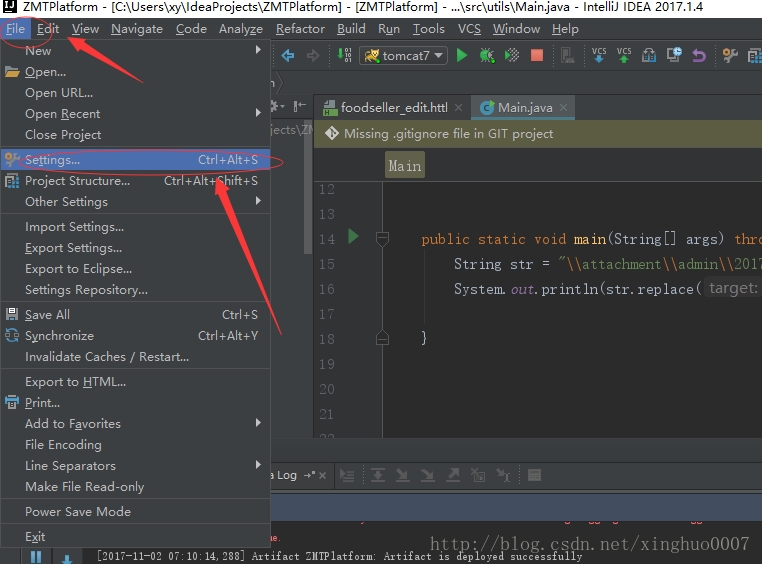 ZMTPlatform - [C:\Users\xy\IdeaProjects\ZMTPlatform] - [ZMTPlatform] - ...\src\utils\Main.java - IntelliJ IDEA 2017.1.4
File Edit View Navigate Code Analyze Refactor Build Run Tools VCS Window Help
New
Open...
Open URL...
Open Recent
Close Project
Settings... Ctrl+Alt+S
Project Structure... Ctrl+Alt+Shift+S
Other Settings
Import Settings...
Export Settings...
Export to Eclipse...
Settings Repository...
Save All Ctrl+S
Synchronize Ctrl+Alt+Y
Invalidate Caches / Restart...
Export to HTML...
Print...
Add to Favorites
File Encoding
Line Separators
Make File Read-only
Power Save Mode
Exit
tomcat7
VCS VCS
foodseller_edit.httl Main.java
Missing .gitignore file in GIT project
Main
12
13
14 public static void main(String[] args) thro
15 String str = "\\attachment\\admin\\2017
16 System.out.println(str.replace( target:
17
18 }
19
20
21
a Log
[2017-11-02 07:10:14,288] Artifact ZMTPlatform: Artifact is deployed successfully
http://blog.csdn.net/xinghuo0007